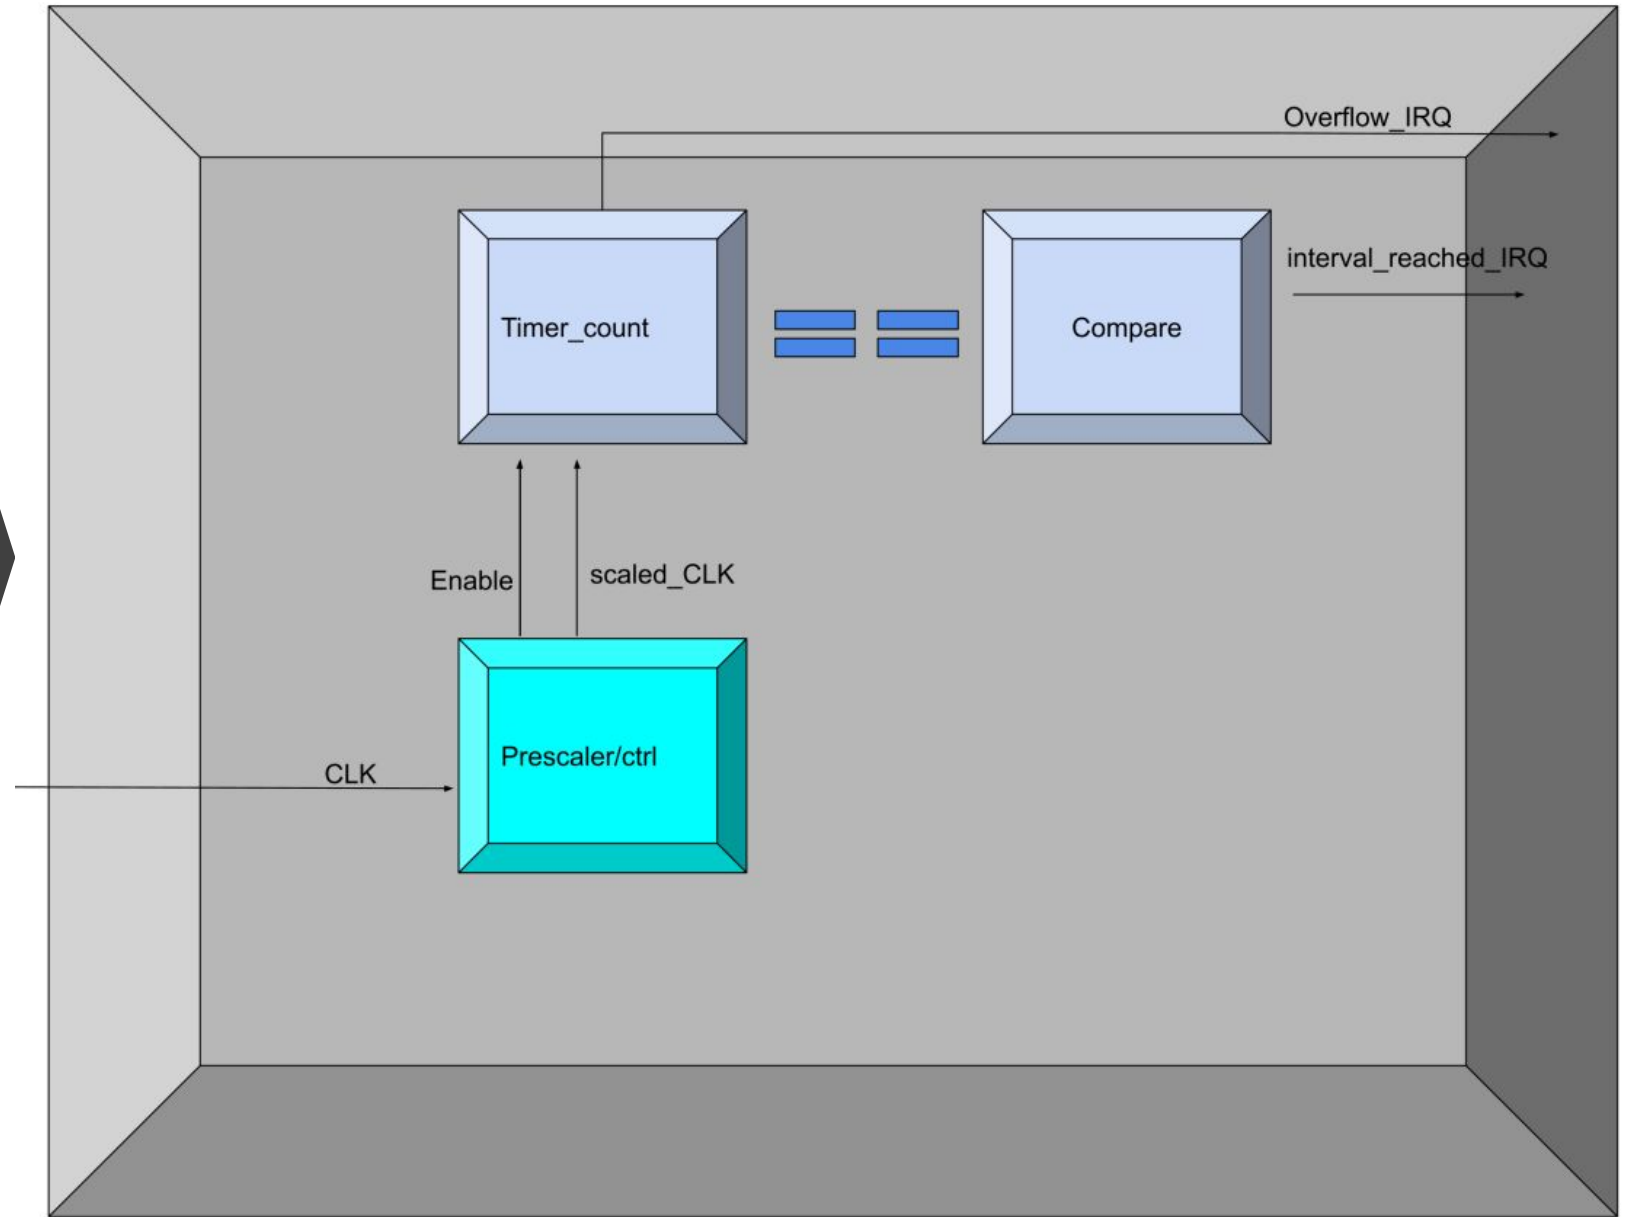 Overflow_IRQ
interval_reached_IRQ
Timer_count
Compare
Enable
scaled_CLK
Prescaler/ctrl
CLK